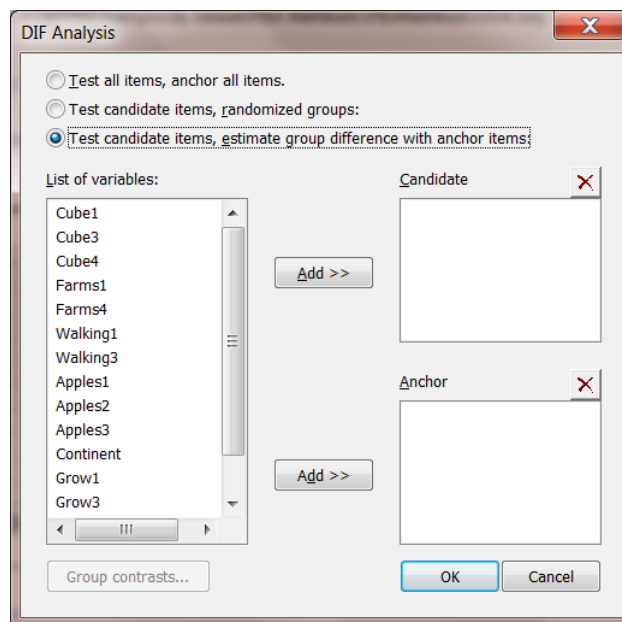 DIF Analysis
Test all items, anchor all items.
Test candidate items, randomized groups:
Test candidate items, estimate group difference with anchor items:
List of variables:
Cube1
Cube3
Cube4
Farms1
Farms4
Walking1
Walking3
Apples1
Apples2
Apples3
Continent
Grow1
Grow3
Group contrasts...
Add >>
Add >>
Candidate
Anchor
OK
Cancel